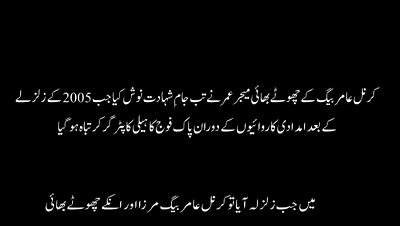 کرنل عامر بیگ کے چھوٹے بھائی میجر عمر نے تب جام شہادت نوش کیا جب 2005 کے زلزلے
کے بعد امدادی کاروائیوں کے دوران پاک فوج کا ہیلی کاپٹر گر کر تباہ ہو گیا
میں جب زلزلہ آیا تو کرنل عامر بیگ مرزا اور انکے چھوٹے بھائی